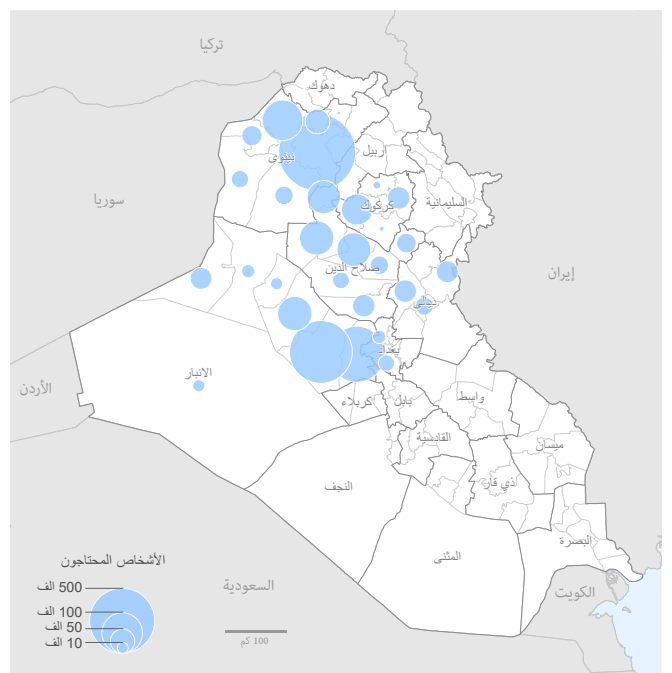 تركيا
دهوك
اربيل
نينوى
سوريا
كركوك
السليمانية
صلاح الدين
إيران
ديالى
بغداد
الانبار
الأردن
كربلاء
بابل
واسط
القادسية
ميسان
النجف
ذي قار
البصرة
المثنى
السعودية
الكويت
الأشخاص المحتاجون
500 الف
100 الف
50 الف
10 الف
100 كم